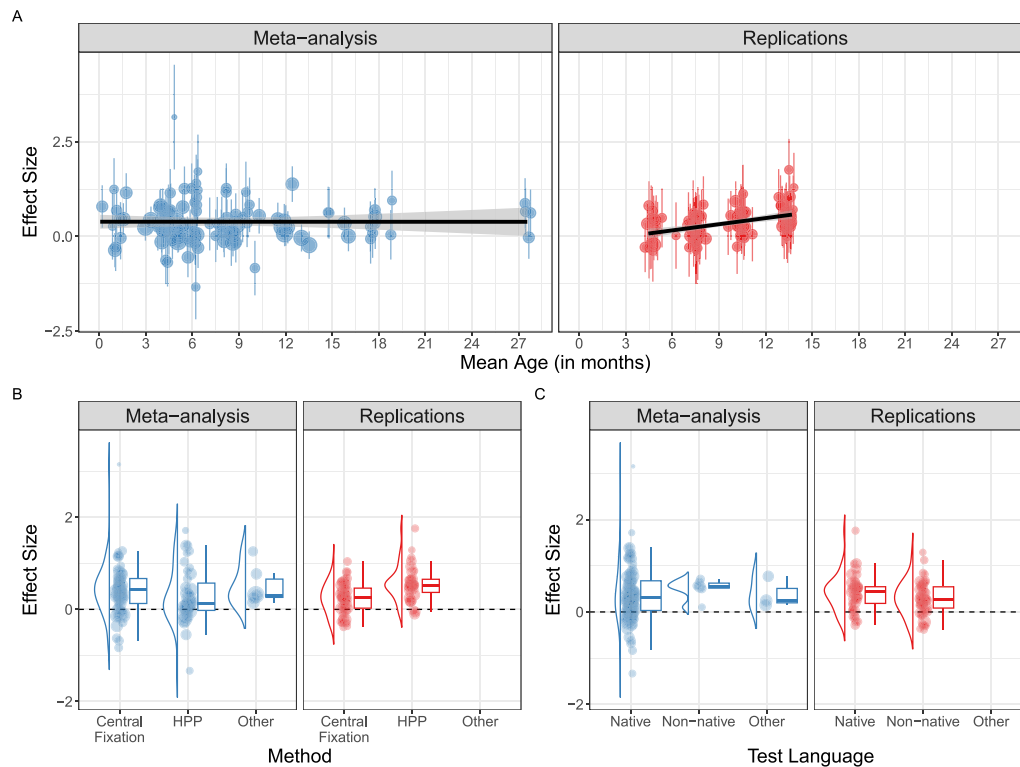 A
Meta−analysis Replications
Effect Size
2.5
0.0
−2.5
0 3 6 9 12 15 18 21 24 27 0 3 6 9 12 15 18 21 24 27
Mean Age (in months)
B
Meta−analysis Replications
Effect Size
2
0
−2
Central Fixation HPP Other Central Fixation HPP Other
Method
C
Meta−analysis Replications
Effect Size
2
0
−2
Native Non−native Other Native Non−native Other
Test Language